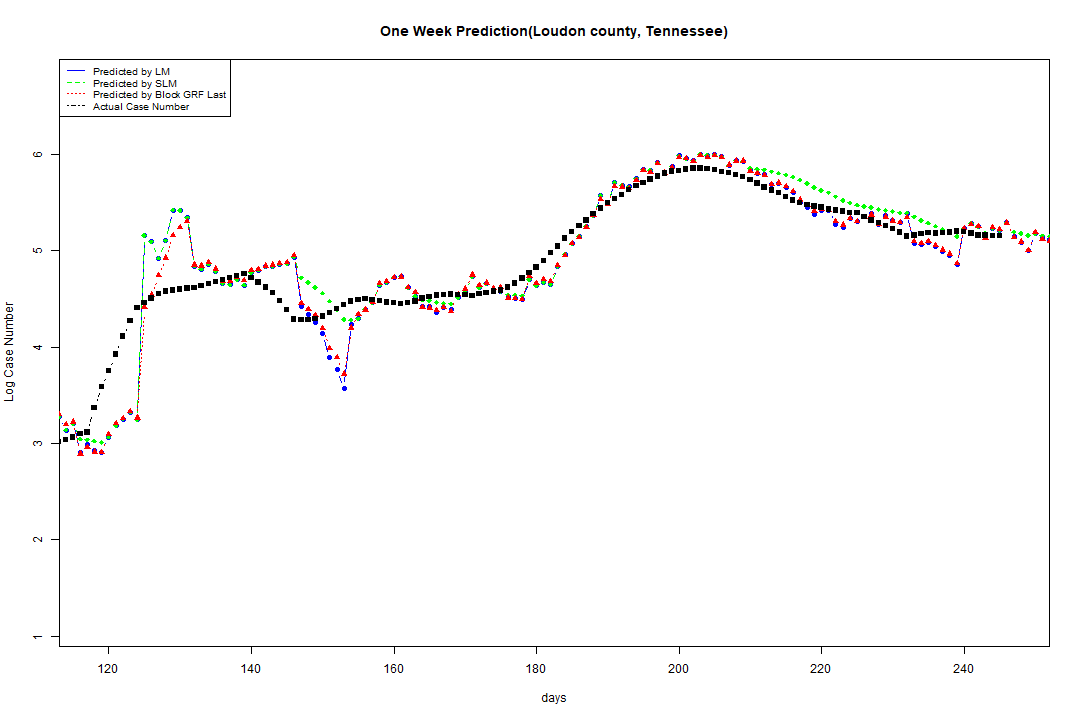 One Week Prediction(Loudon county, Tennessee)
Predicted by LM
Predicted by SLM
Predicted by Block GRF Last
Actual Case Number
Log Case Number
6
5
4
3
2
1
120 140 160 180 200 220 240
days